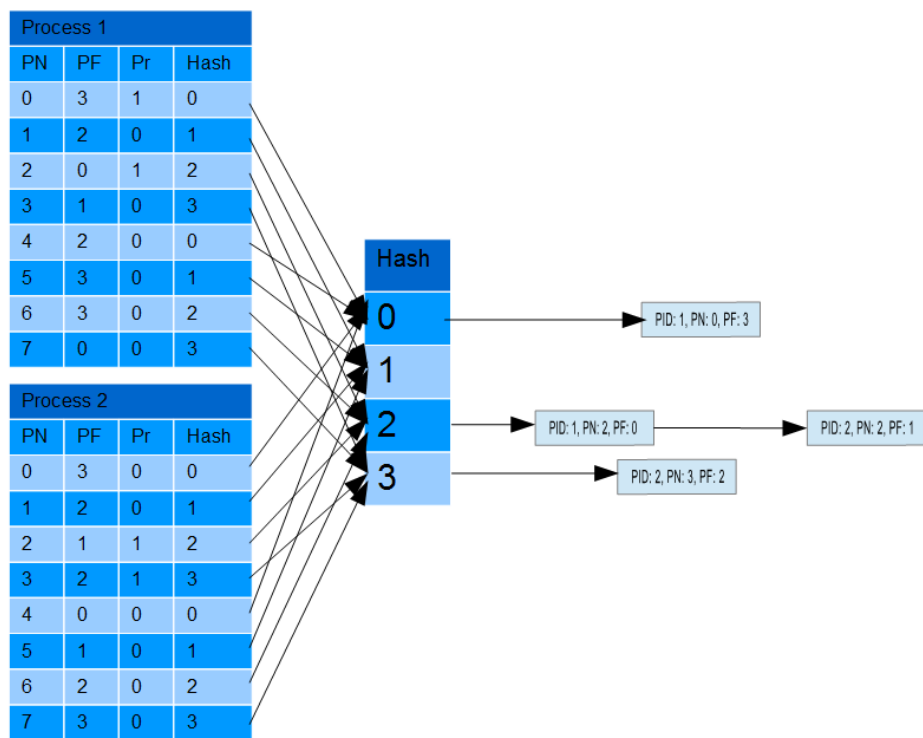 Process 1
PN PF Pr Hash
0 3 1 0
1 2 0 1
2 0 1 2
3 1 0 3
4 2 0 0
5 3 0 1
6 3 0 2
7 0 0 3
Process 2
PN PF Pr Hash
0 3 0 0
1 2 0 1
2 1 1 2
3 2 1 3
4 0 0 0
5 1 0 1
6 2 0 2
7 3 0 3
Hash
0
1
2
3
PID: 1, PN: 0, PF: 3
PID: 1, PN: 2, PF: 0
PID: 2, PN: 2, PF: 1
PID: 2, PN: 3, PF: 2